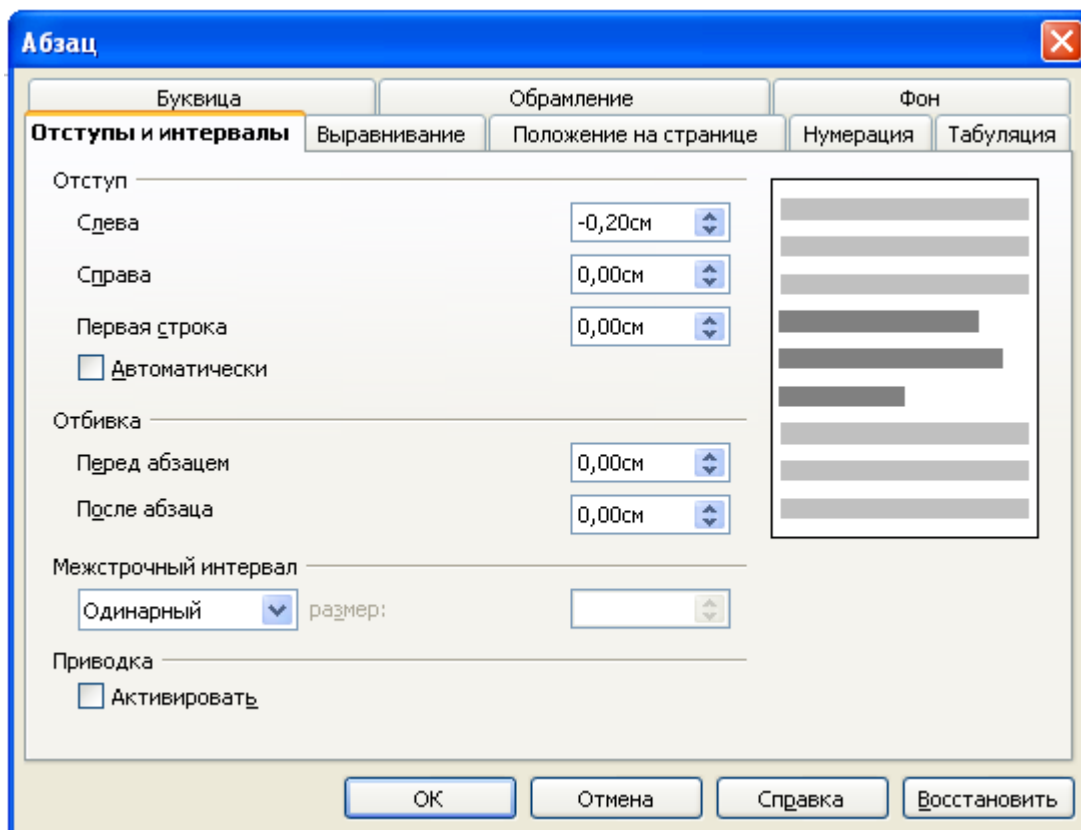 Абзац
Буквица Обрамление Фон
Отступы и интервалы Выравнивание Положение на странице Нумерация Табуляция
Отступ
Слева -0,20см
Справа 0,00см
Первая строка 0,00см
Автоматически
Отбивка
Перед абзацем 0,00см
После абзаца 0,00см
Межстрочный интервал
Одинарный размер:
Приводка
Активировать
ОК Отмена Справка Восстановить